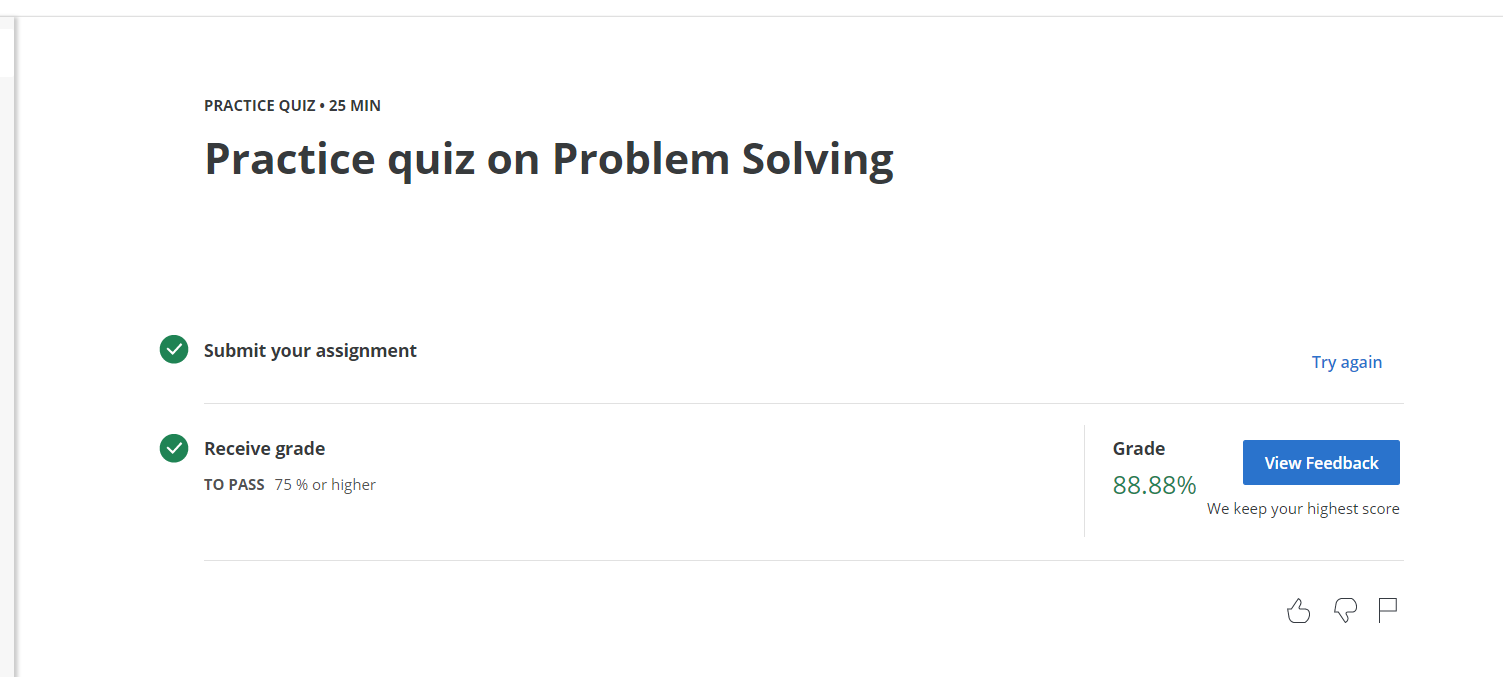 PRACTICE QUIZ • 25 MIN
Practice quiz on Problem Solving
Submit your assignment
Try again
Receive grade
TO PASS 75 % or higher
Grade
88.88%
View Feedback
We keep your highest score